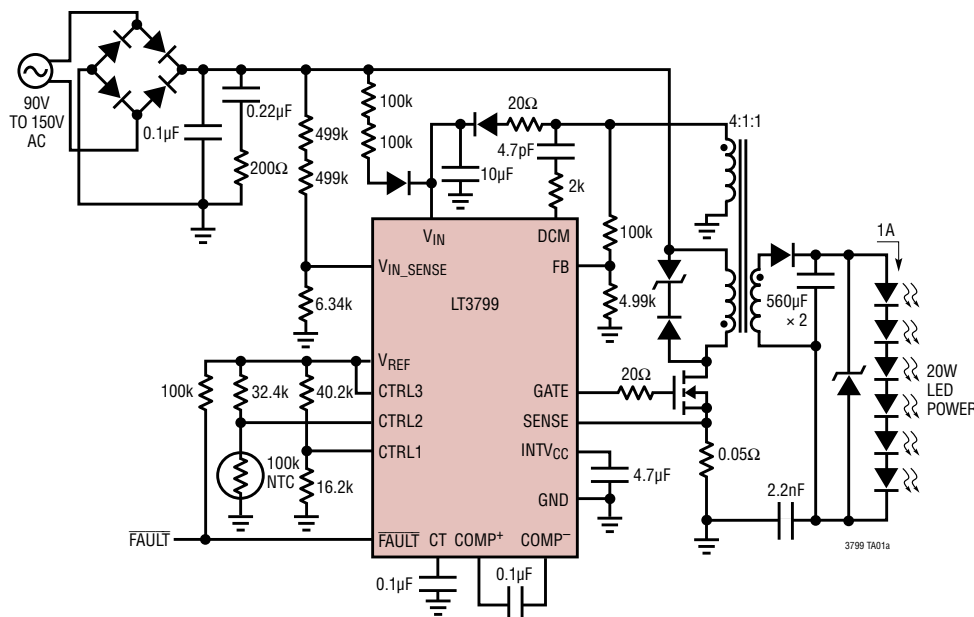 90V
TO 150V
AC
0.1µF
0.22µF
200Ω
499k
499k
100k
100k
20Ω
10µF
4.7pF
2k
4:1:1
VIN
DCM
VIN_SENSE
FB
6.34k
LT3799
100k
4.99k
560µF
× 2
1A
20W
LED
POWER
100k
32.4k
40.2k
VREF
CTRL3
CTRL2
CTRL1
100k
NTC
16.2k
GATE
20Ω
SENSE
INTVCC
GND
4.7µF
0.05Ω
2.2nF
FAULT
FAULT
CT
COMP+
COMP–
0.1µF
0.1µF
3799 TA01a